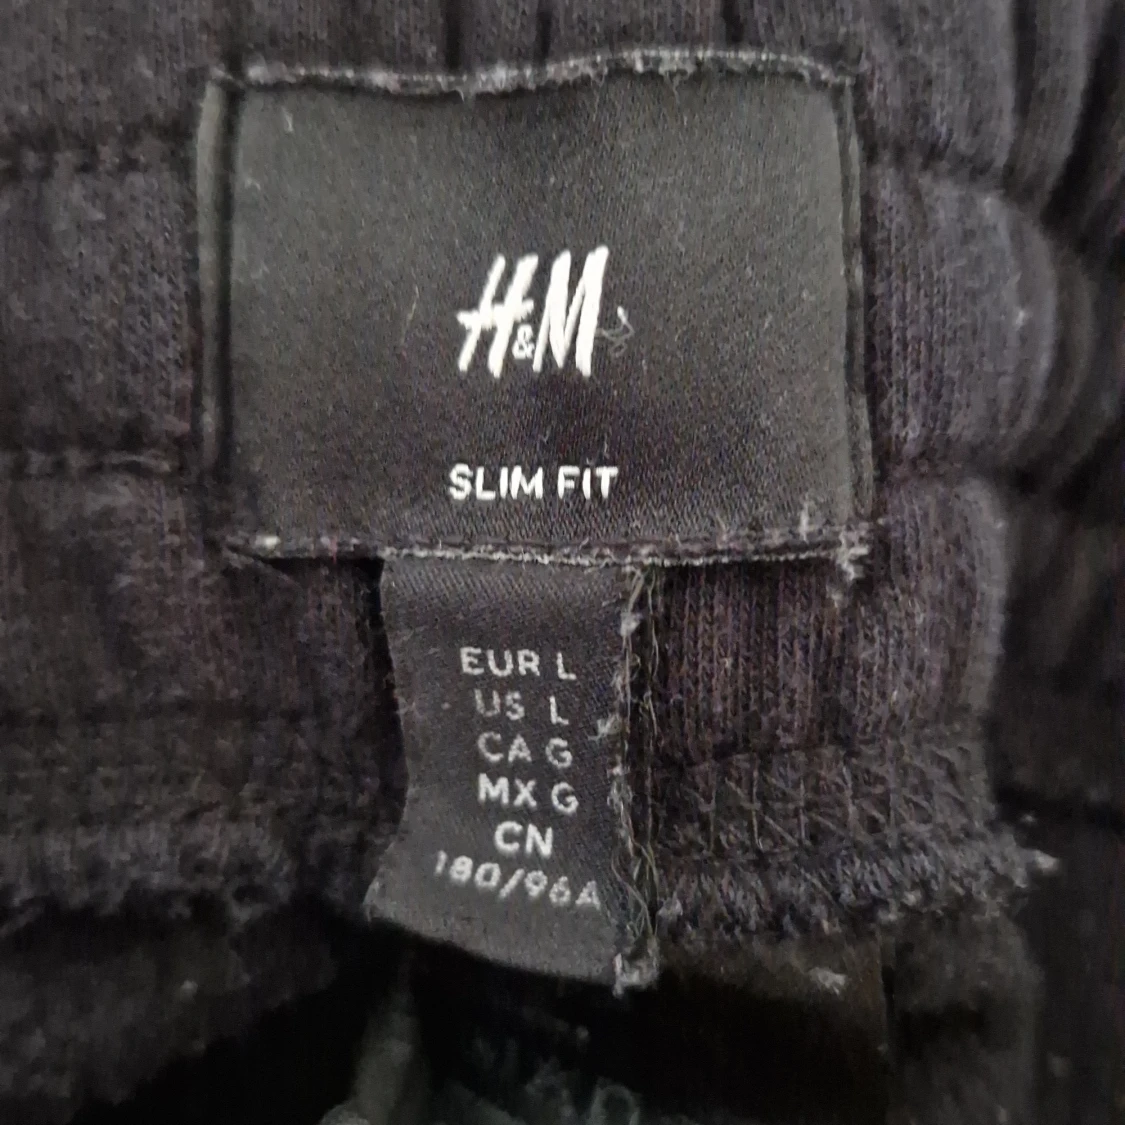 H&M
SLIM FIT
EUR L
US L
CA G
MX G
CN
180/96A